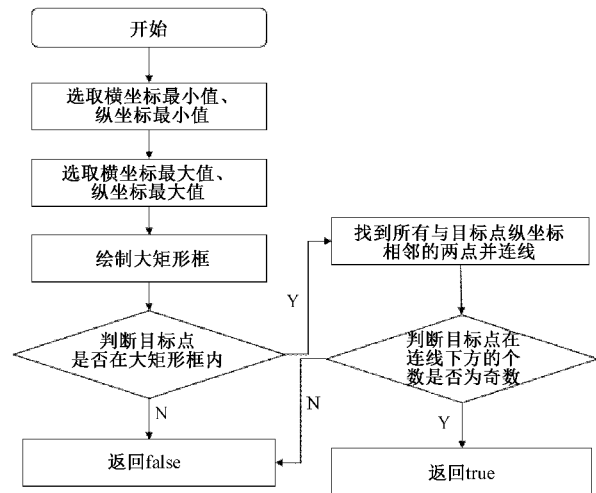 开始
选取横坐标最小值、
纵坐标最小值
选取横坐标最大值、
纵坐标最大值
绘制大矩形框
判断目标点
是否在大矩形框内
Y
N
返回false
找到所有与目标点纵坐标
相邻的两点并连线
判断目标点在
连线下方的个
数是否为奇数
N
Y
返回true